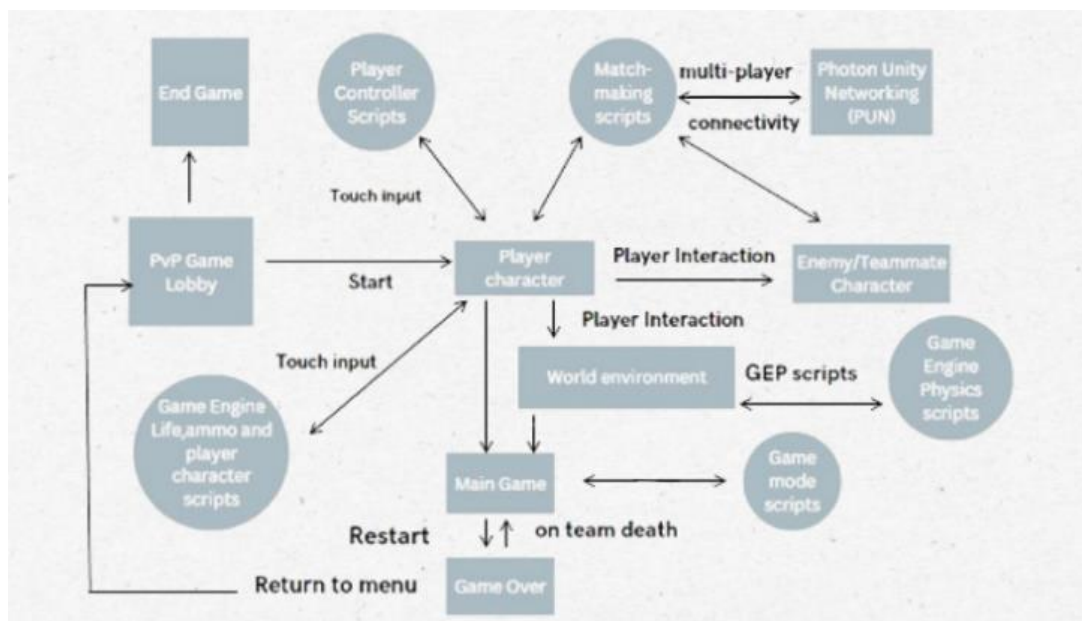 End Game
Player
Controller
Scripts
Match-
making
scripts
multi-player
connectivity
Photon Unity
Networking
(PUN)
Touch input
PvP Game
Lobby
Start
Player
character
Player Interaction
Enemy/Teammate
Character
Player Interaction
Touch input
World environment
GEP scripts
Game
Engine
Physics
scripts
Game Engine
Life,ammo and
player
character
scripts
Main Game
Game
mode
scripts
Restart
on team death
Return to menu
Game Over